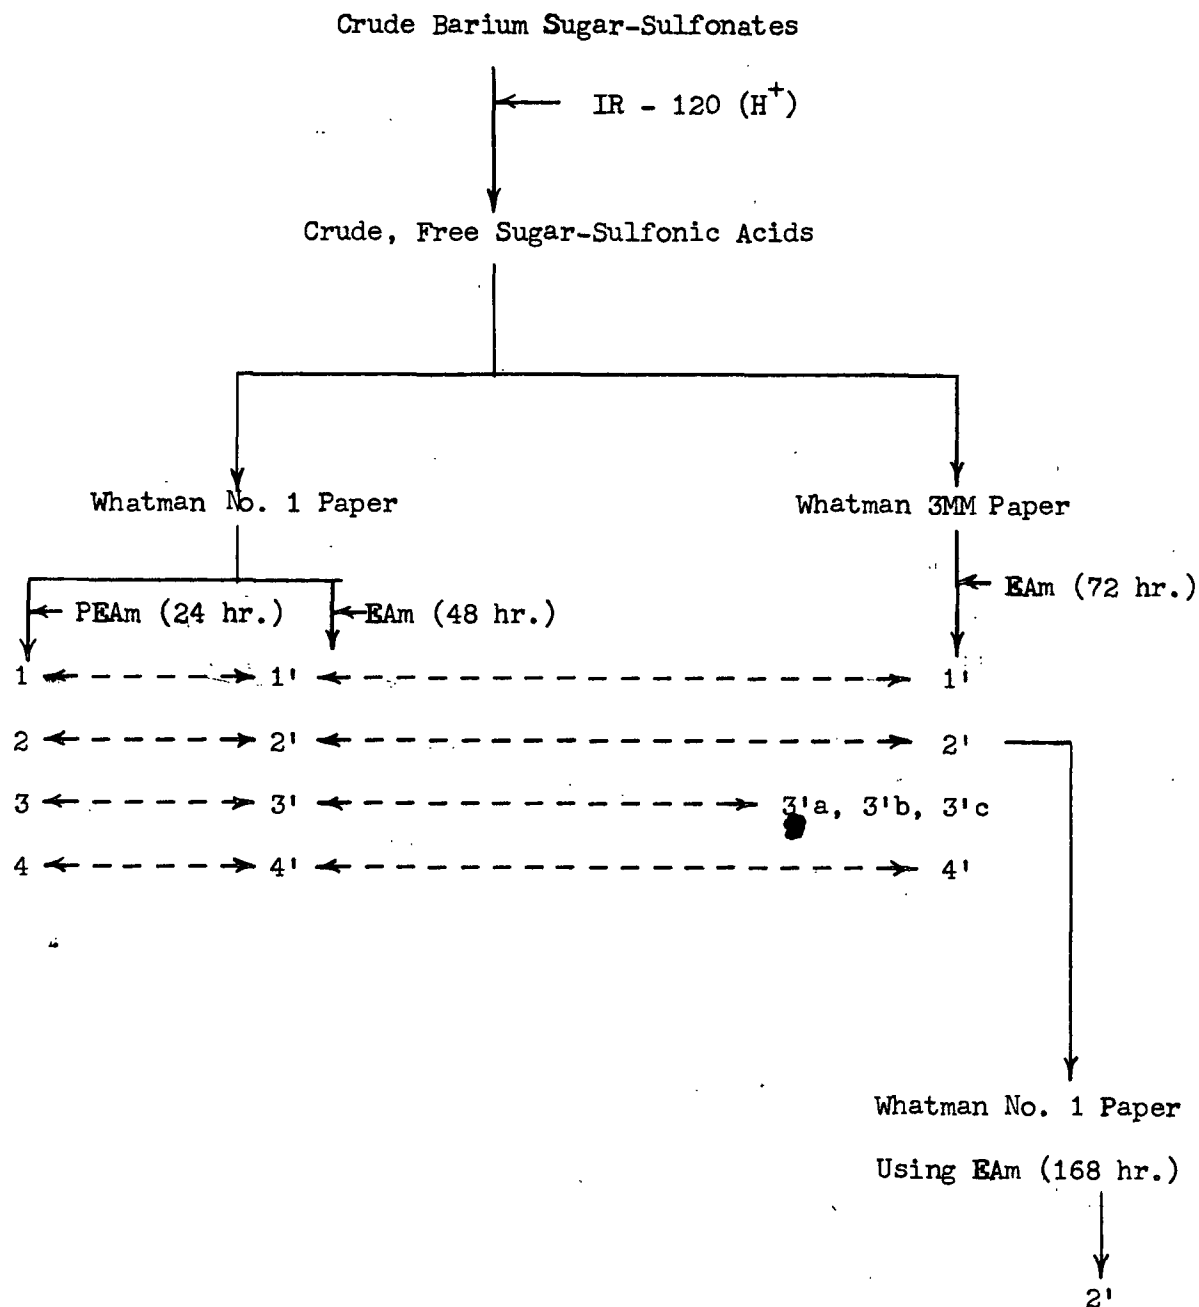 Crude Barium Sugar-Sulfonates
IR - 120 (H+)
Crude, Free Sugar-Sulfonic Acids
Whatman No. 1 Paper
Whatman 3MM Paper
PEAm (24 hr.)
EAm (48 hr.)
EAm (72 hr.)
1 1' 1'
2 2' 2'
3 3' 3'a, 3'b, 3'c
4 4' 4'
Whatman No. 1 Paper
Using EAm (168 hr.)
2'